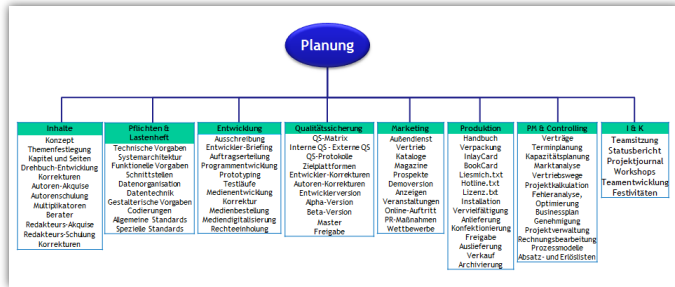 Planung
Inhalte
Konzept
Themenfestlegung
Kapitel und Seiten
Drehbuch-Entwicklung
Korrekturen
Autoren-Akquise
Autorenschulung
Multiplikatoren
Berater
Redakteurs-Akquise
Redakteurs-Schulung
Korrekturen
Pflichten &
Lastenheft
Technische Vorgaben
Systemarchitektur
Funktionelle Vorgaben
Schnittstellen
Datenorganisation
Datentechnik
Gestalterische Vorgaben
Codierungen
Allgemeine Standards
Spezielle Standards
Entwicklung
Ausschreibung
Entwickler-Briefing
Auftragserteilung
Programmentwicklung
Prototyping
Testläufe
Medienentwicklung
Korrektur
Medienbestellung
Mediendigitalisierung
Rechteeinholung
Qualitätssicherung
QS-Matrix
Interne QS - Externe QS
QS-Protokolle
Zielplattformen
Entwickler-Korrekturen
Autoren-Korrekturen
Entwicklerversion
Alpha-Version
Beta-Version
Master
Freigabe
Marketing
Außendienst
Vertrieb
Kataloge
Magazine
Prospekte
Demoversion
Anzeigen
Veranstaltungen
Online-Auftritt
PR-Maßnahmen
Wettbewerbe
Produktion
Handbuch
Verpackung
InlayCard
BookCard
Liesmich.txt
Hotline.txt
Lizenz.txt
Installation
Vervielfätigung
Anlieferung
Konfektionierung
Freigabe
Auslieferung
Verkauf
Archivierung
PM & Controlling
Verträge
Terminplanung
Kapazitätsplanung
Marktanalyse
Vertriebswege
Projektkalkulation
Fehleranalyse,
Optimierung
Businessplan
Genehmigung
Projektverwaltung
Rechnungsbearbeitung
Prozessmodelle
Absatz- und Erlöslisten
I & K
Teamsitzung
Statusbericht
Projektjournal
Workshops
Teamentwicklung
Festivitäten